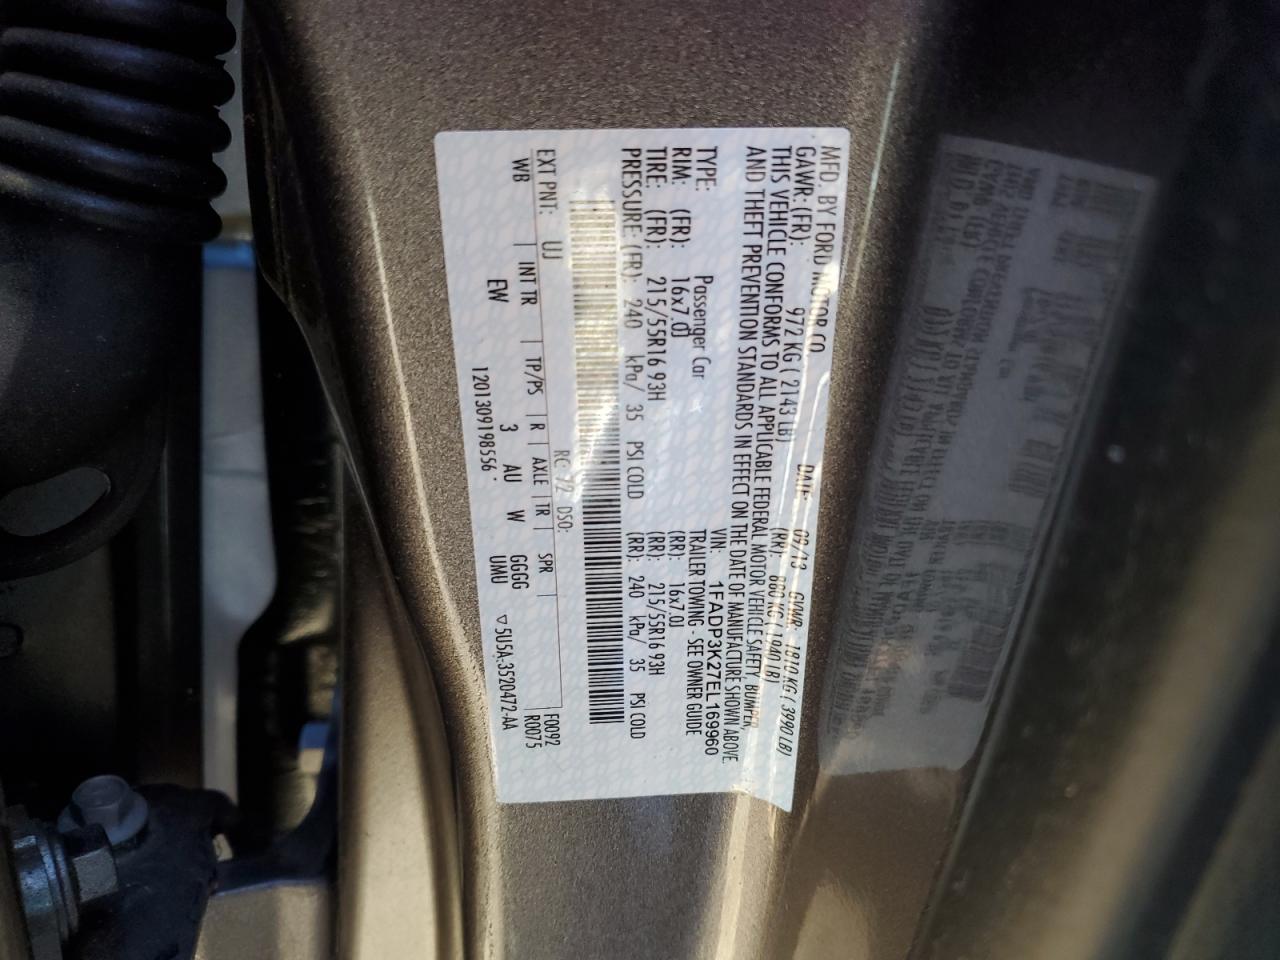 MFD. BY FORD MOTOR CO.
DATE: 09/13 GVWR: 1810 KG ( 3990 LB)
GAWR: (FR): 972 KG ( 2143 LB) (RR): 880 KG ( 1940 LB)
THIS VEHICLE CONFORMS TO ALL APPLICABLE FEDERAL MOTOR VEHICLE SAFETY, BUMPER,
AND THEFT PREVENTION STANDARDS IN EFFECT ON THE DATE OF MANUFACTURE SHOWN ABOVE.
VIN: 1FADP3K27EL169960
TYPE: Passenger Car TRAILER TOWING - SEE OWNER GUIDE
RIM: (FR): 16x7.0J (RR): 16x7.0J
TIRE: (FR): 215/55R16 93H (RR): 215/55R16 93H
PRESSURE: (FR): 240 kPa/ 35 PSI COLD (RR): 240 kPa/ 35 PSI COLD
EXT PNT: UJ RC: 72 DSO: F0092
WB INT TR TP/PS R AXLE TR SPR R0075
EW 3 AU W GGGG
UMU
▽5U5A-3520472-AA
1201309198556